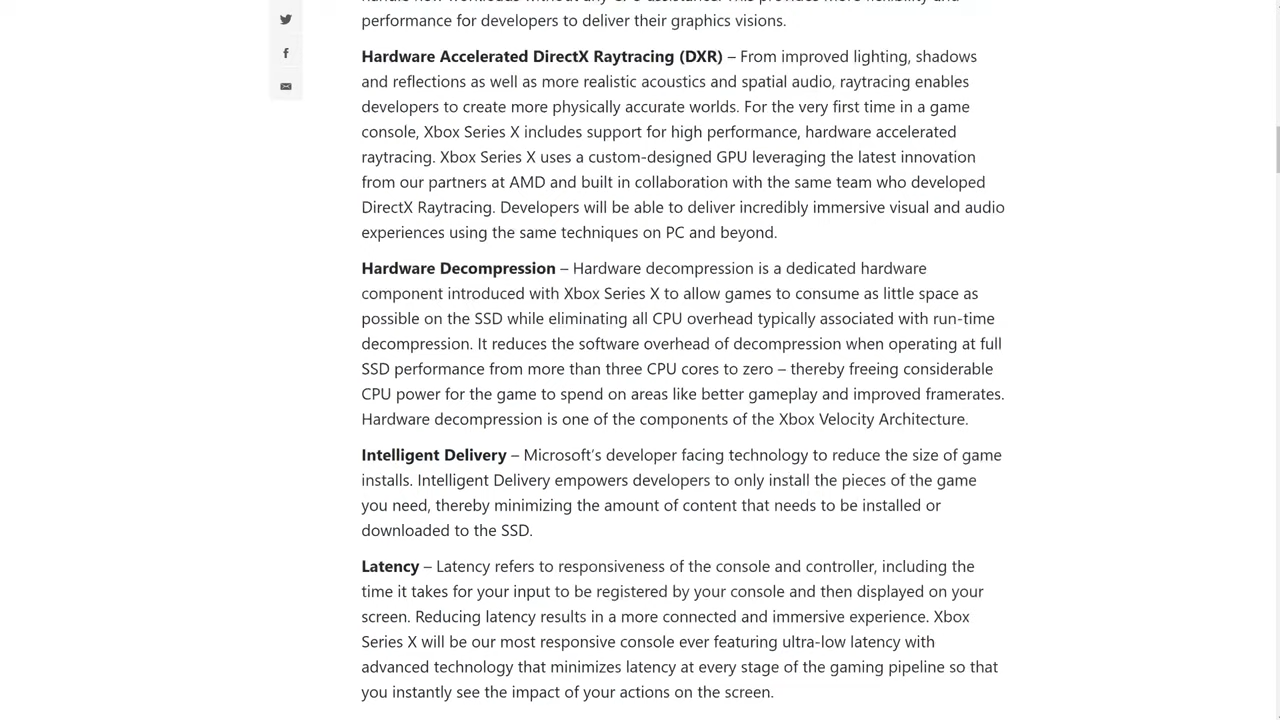 performance for developers to deliver their graphics visions.
Hardware Accelerated DirectX Raytracing (DXR) – From improved lighting, shadows
and reflections as well as more realistic acoustics and spatial audio, raytracing enables
developers to create more physically accurate worlds. For the very first time in a game
console, Xbox Series X includes support for high performance, hardware accelerated
raytracing. Xbox Series X uses a custom-designed GPU leveraging the latest innovation
from our partners at AMD and built in collaboration with the same team who developed
DirectX Raytracing. Developers will be able to deliver incredibly immersive visual and audio
experiences using the same techniques on PC and beyond.
Hardware Decompression – Hardware decompression is a dedicated hardware
component introduced with Xbox Series X to allow games to consume as little space as
possible on the SSD while eliminating all CPU overhead typically associated with run-time
decompression. It reduces the software overhead of decompression when operating at full
SSD performance from more than three CPU cores to zero – thereby freeing considerable
CPU power for the game to spend on areas like better gameplay and improved framerates.
Hardware decompression is one of the components of the Xbox Velocity Architecture.
Intelligent Delivery – Microsoft’s developer facing technology to reduce the size of game
installs. Intelligent Delivery empowers developers to only install the pieces of the game
you need, thereby minimizing the amount of content that needs to be installed or
downloaded to the SSD.
Latency – Latency refers to responsiveness of the console and controller, including the
time it takes for your input to be registered by your console and then displayed on your
screen. Reducing latency results in a more connected and immersive experience. Xbox
Series X will be our most responsive console ever featuring ultra-low latency with
advanced technology that minimizes latency at every stage of the gaming pipeline so that
you instantly see the impact of your actions on the screen.